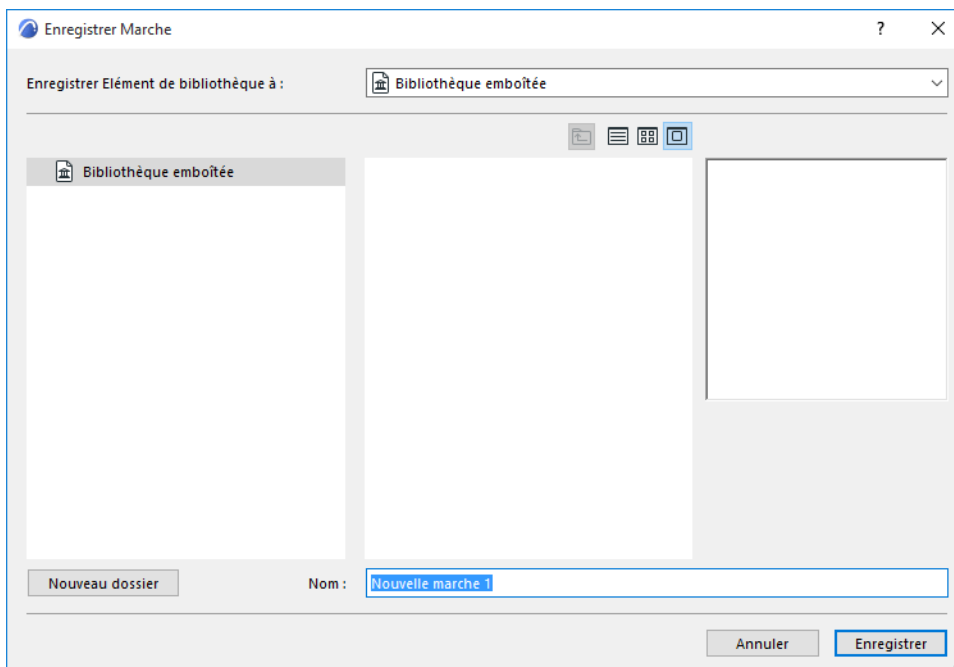 Enregistrer Marche
?
Enregistrer Elément de bibliothèque à :
Bibliothèque emboîtée
Bibliothèque emboîtée
Nouveau dossier
Nom :
Nouvelle marche 1
Annuler
Enregistrer